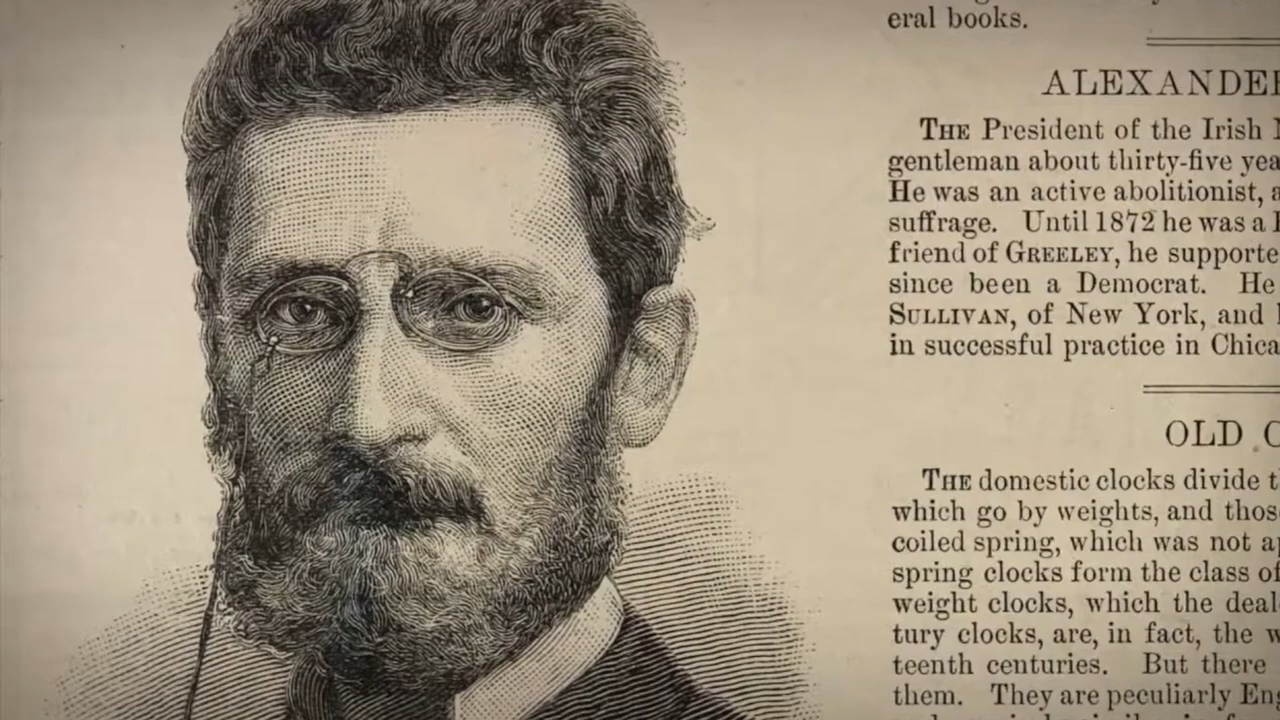 eral books.
ALEXANDE
THE President of the Irish
gentleman about thirty-five yea
He was an active abolitionist, a
suffrage. Until 1872 he was a
friend of GREELEY, he supporte
since been a Democrat. He
SULLIVAN, of New York, and
in successful practice in Chica
OLD
THE domestic clocks divide t
which go by weights, and thos
coiled spring, which was not a
spring clocks form the class of
weight clocks, which the deal
tury clocks, are, in fact, the w
teenth centuries. But there
them. They are peculiarly Eng